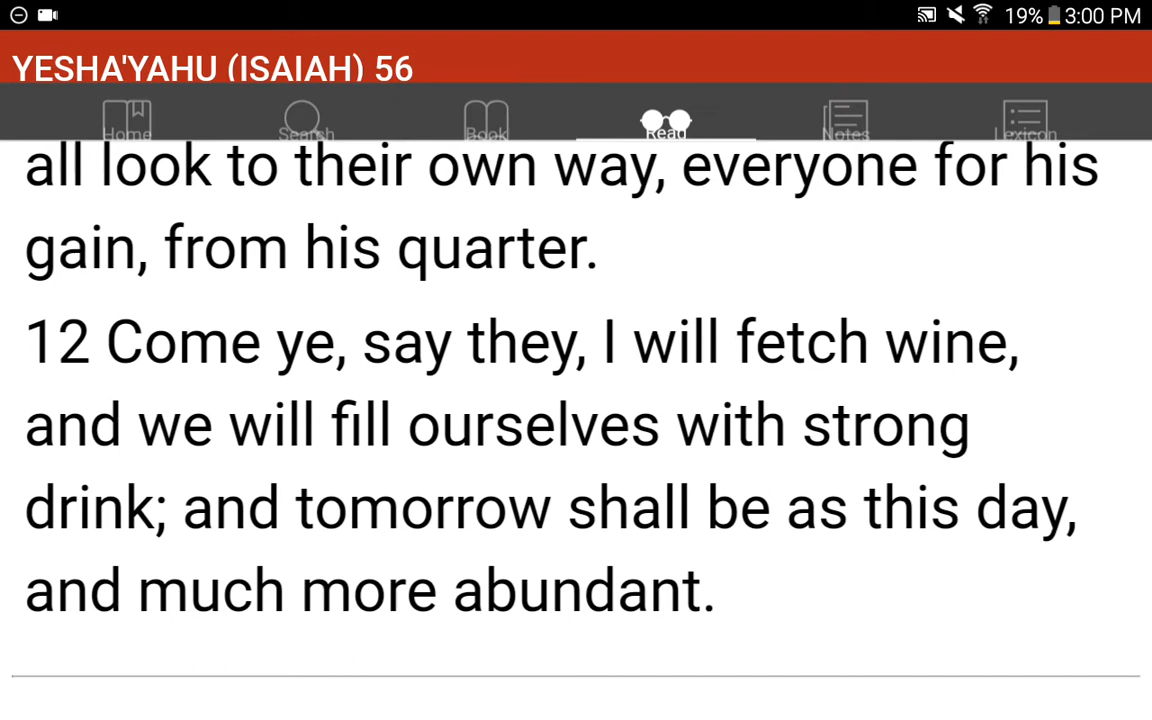 19% 3:00 PM
YESHA'YAHU (ISAIAH) 56
Home Search Book Read Notes Lexicon
all look to their own way, everyone for his
gain, from his quarter.
12 Come ye, say they, I will fetch wine,
and we will fill ourselves with strong
drink; and tomorrow shall be as this day,
and much more abundant.